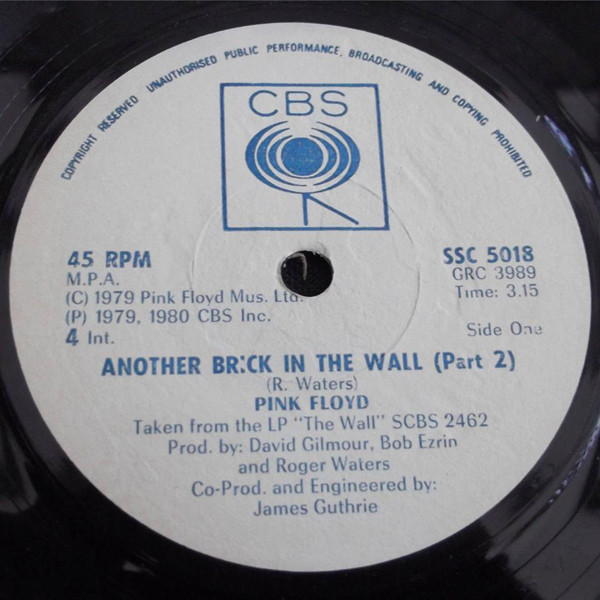 COPYRIGHT RESERVED UNAUTHORISED PUBLIC PERFORMANCE, BROADCASTING AND COPYING PROHIBITED
CBS
45 RPM
M.P.A.
(C) 1979 Pink Floyd Mus. Ltd.
(P) 1979, 1980 CBS Inc.
4 Int.
SSC 5018
GRC 3989
Time: 3.15
Side One
ANOTHER BRICK IN THE WALL (Part 2)
(R. Waters)
PINK FLOYD
Taken from the LP "The Wall" SCBS 2462
Prod. by: David Gilmour, Bob Ezrin
and Roger Waters
Co-Prod. and Engineered by:
James Guthrie